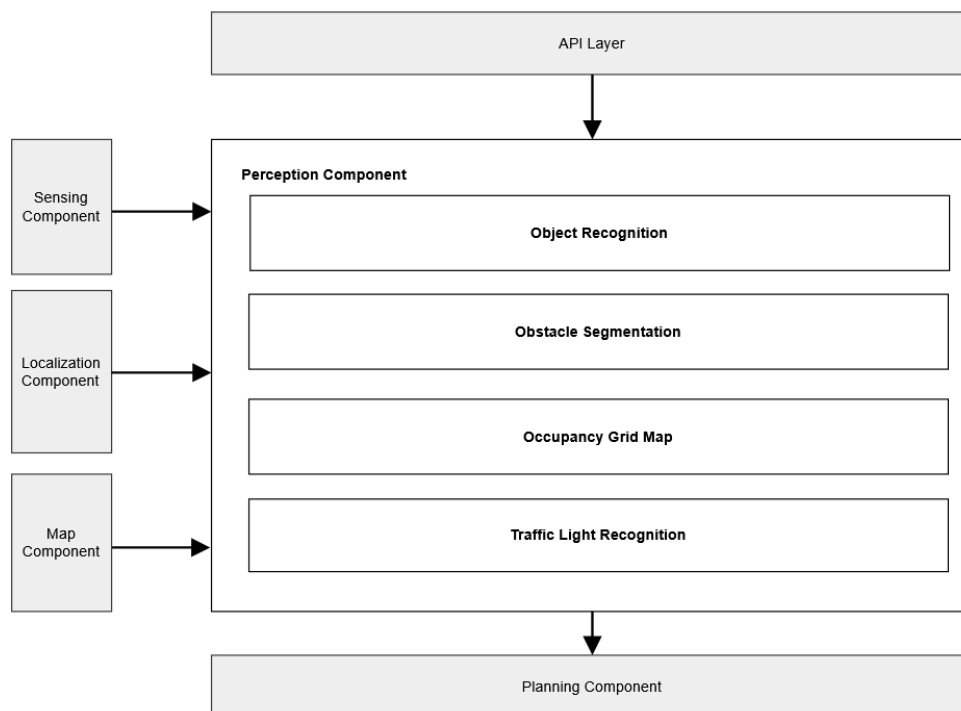 API Layer
Sensing
Component
Perception Component
Object Recognition
Obstacle Segmentation
Localization
Component
Occupancy Grid Map
Map
Component
Traffic Light Recognition
Planning Component